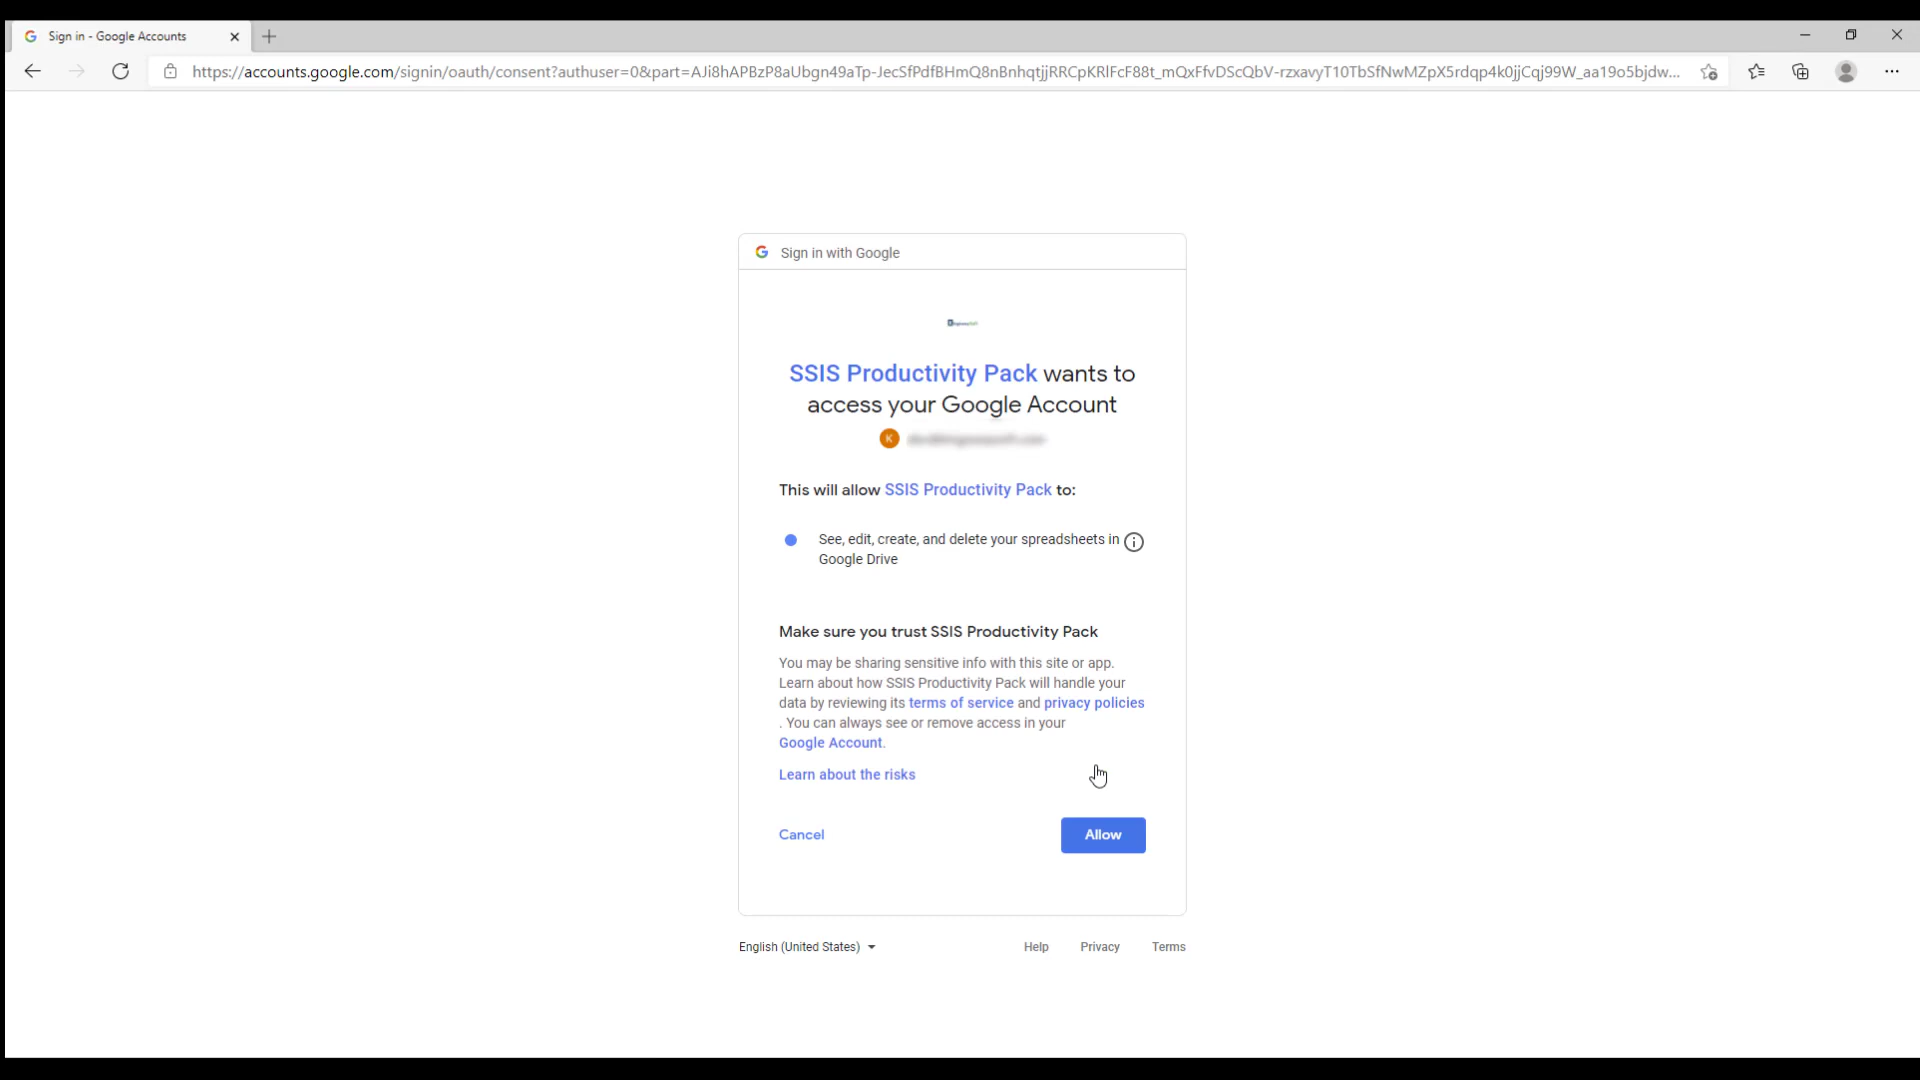 Sign in - Google Accounts
https://accounts.google.com/signin/oauth/consent?authuser=0&part=AJi8hAPBzP8aUbgn49aTp-JecSfPdfBHmQ8nBnhqtjjRRCpKRlFcF88t_mQxFfvDScQbV-rzxavyT10TbSfNwMZpX5rdqp4k0jjCqj99W_aa19o5bjdw...
Sign in with Google
SSIS Productivity Pack wants to
access your Google Account
K
This will allow SSIS Productivity Pack to:
See, edit, create, and delete your spreadsheets in
Google Drive
Make sure you trust SSIS Productivity Pack
You may be sharing sensitive info with this site or app.
Learn about how SSIS Productivity Pack will handle your
data by reviewing its terms of service and privacy policies
. You can always see or remove access in your
Google Account.
Learn about the risks
Cancel
Allow
English (United States)
Help Privacy Terms